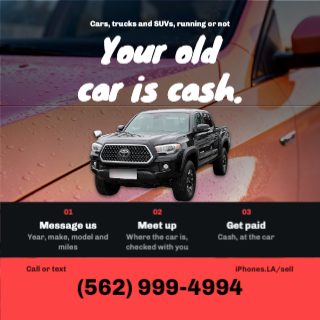 Cars, trucks and SUVs, running or not
Your old
car is cash.
01
Message us
Year, make, model and
miles
02
Meet up
Where the car is,
checked with you
03
Get paid
Cash, at the car
Call or text
iPhones.LA/sell
(562) 999-4994